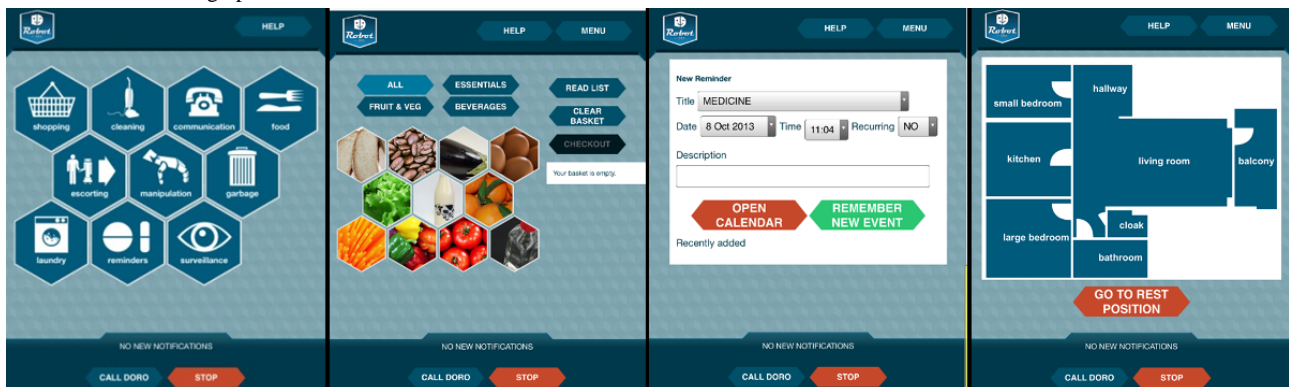 Robot
HELP
shopping
cleaning
communication
food
escorting
manipulation
garbage
laundry
reminders
surveillance
NO NEW NOTIFICATIONS
CALL DORO
STOP
Robot
HELP
MENU
ALL
ESSENTIALS
READ LIST
FRUIT & VEG
BEVERAGES
CLEAR
BASKET
CHECKOUT
Your basket is empty.
NO NEW NOTIFICATIONS
CALL DORO
STOP
Robot
HELP
MENU
New Reminder
Title MEDICINE
Date 8 Oct 2013 Time 11:04 Recurring NO
Description
OPEN
CALENDAR
REMEMBER
NEW EVENT
Recently added
NO NEW NOTIFICATIONS
CALL DORO
STOP
Robot
HELP
MENU
small bedroom
hallway
kitchen
living room
balcony
large bedroom
cloak
bathroom
GO TO REST
POSITION
NO NEW NOTIFICATIONS
CALL DORO
STOP